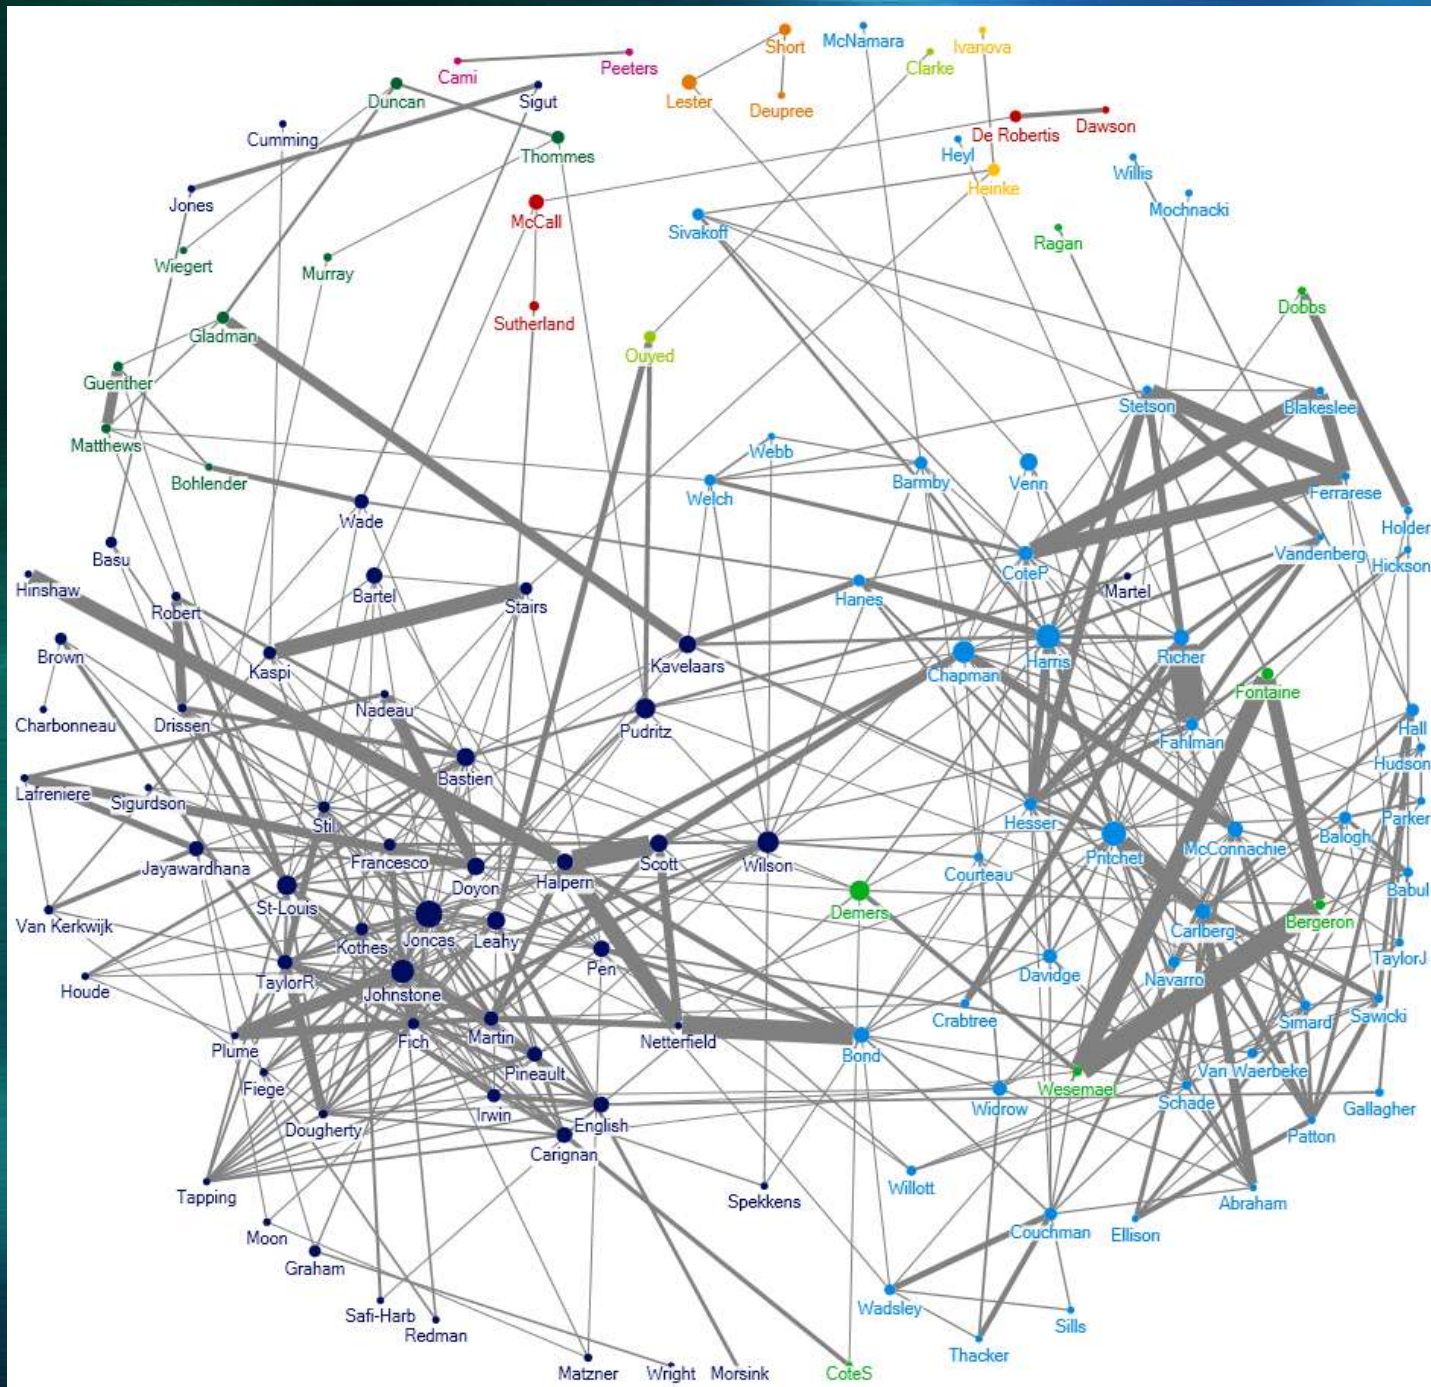 Short
McNamara
Ivanova
Clarke
Cami
Peeters
Duncan
Sigut
Lester
Deupree
De Robertis
Dawson
Cumming
Thommes
Heyl
Willis
Heinke
Jones
McCall
Sivakoff
Mochnacki
Ragan
Wiegert
Murray
Dobbs
Sutherland
Gladman
Ouyed
Guenther
Stetson
Blakeslee
Matthews
Webb
Bohlender
Welch
Barmby
Venn
Ferrarese
Wade
Holder
Basu
CoteP
Vandenberg
Hickson
Hinshaw
Robert
Bartel
Stairs
Hanes
Martel
Brown
Kaspi
Kavelaars
Chapman
Harris
Richer
Fontaine
Charbonneau
Drissen
Nadeau
Pudritz
Fahlman
Hall
Bastien
Hudson
Lafreniere
Sigurdson
Stil
Hesser
Parker
Jayawardhana
Francesco
Doyon
Halpern
Scott
Wilson
Courteau
Pritchet
McConnachie
Balogh
Babul
St-Louis
Demers
Van Kerkwijk
Kothes
Joncas
Leahy
Carlberg
Bergeron
Houde
TaylorR
Johnstone
Pen
Davidge
Navarro
TaylorJ
Plume
Fich
Martin
Netterfield
Bond
Crabtree
Simard
Sawicki
Fiege
Pineault
Wesemael
Van Waerbeke
Dougherty
Irwin
English
Widrow
Schade
Gallagher
Carignan
Patton
Tapping
Spekkens
Willott
Abraham
Moon
Couchman
Ellison
Graham
Safi-Harb
Redman
Wadsley
Sills
Thacker
Matzner
Wright
Morsink
CoteS